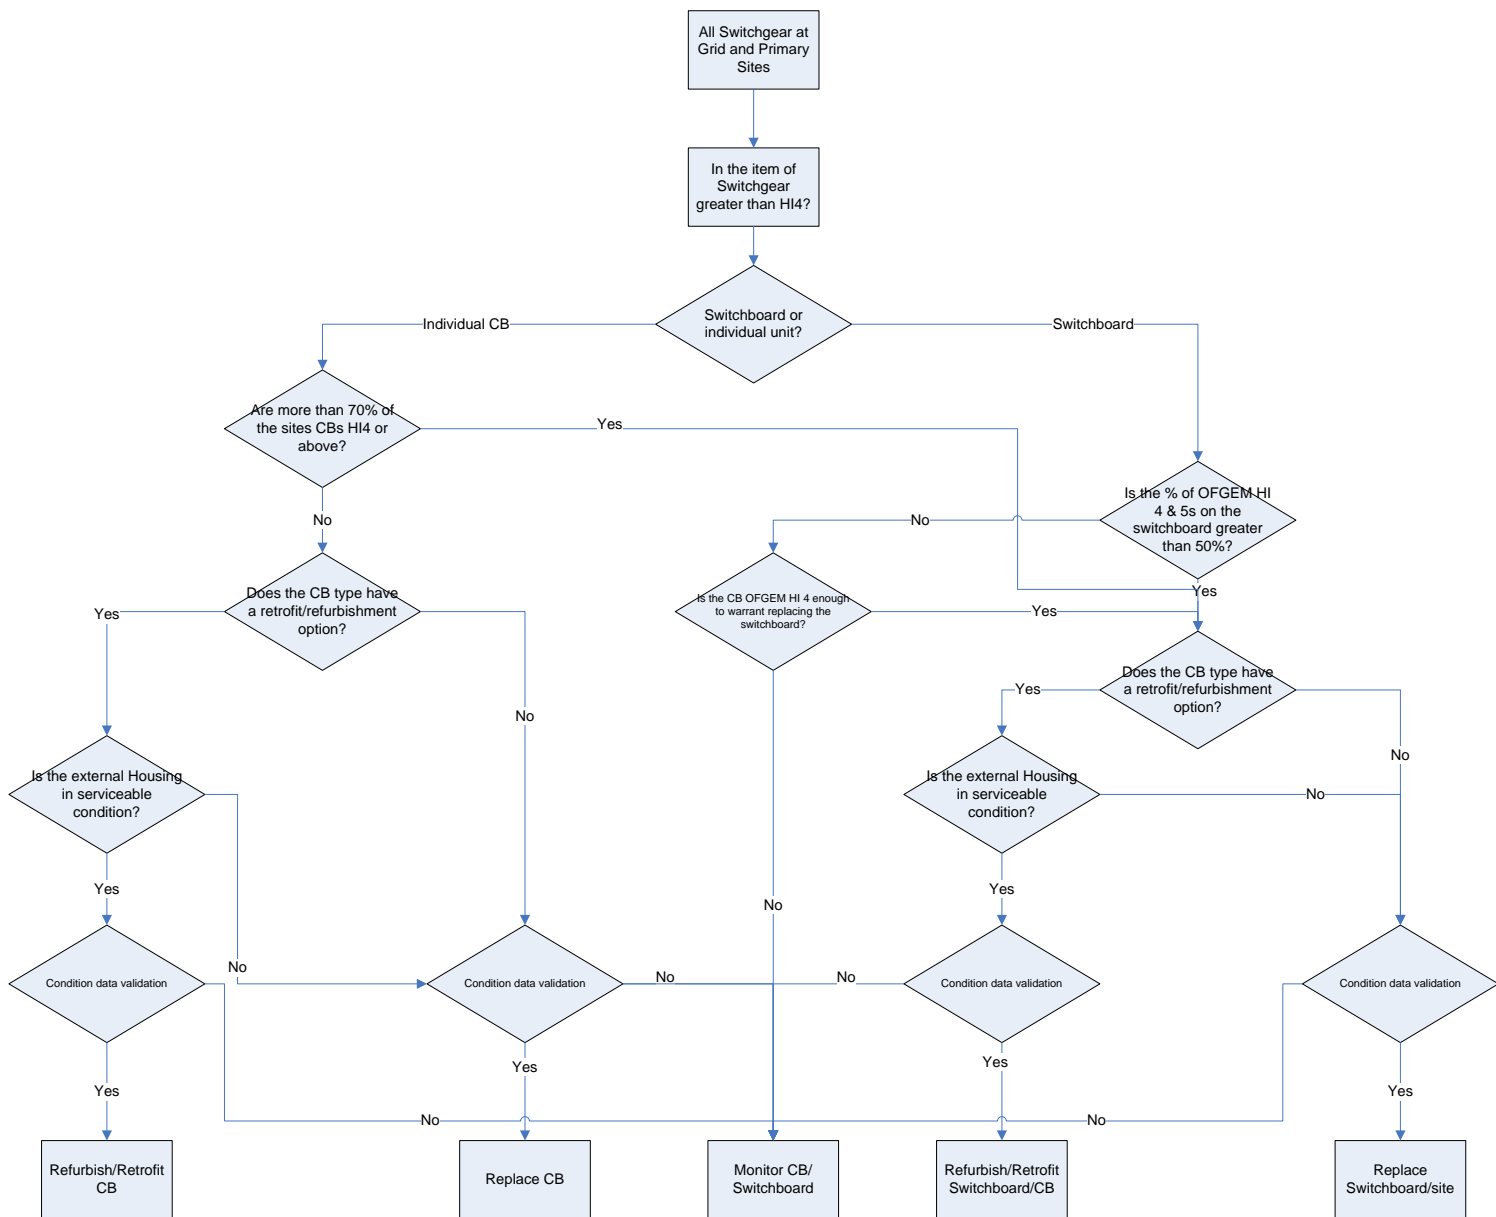 All Switchgear at
Grid and Primary
Sites
In the item of
Switchgear
greater than HI4?
Switchboard or
individual unit?
Individual CB
Switchboard
Are more than 70% of
the sites CBs HI4 or
above?
Yes
Is the % of OFGEM HI
4 & 5s on the
switchboard greater
than 50%?
No
No
Does the CB type have
a retrofit/refurbishment
option?
Yes
Is the CB OFGEM HI 4 enough
to warrant replacing the
switchboard?
Yes
Yes
Does the CB type have
a retrofit/refurbishment
option?
Yes
No
No
Is the external Housing
in serviceable
condition?
Is the external Housing
in serviceable
condition?
No
Yes
No
Yes
No
Condition data validation
Condition data validation
No
No
Condition data validation
Condition data validation
Yes
Yes
Yes
Yes
No
No
Refurbish/Retrofit
CB
Replace CB
Monitor CB/
Switchboard
Refurbish/Retrofit
Switchboard/CB
Replace
Switchboard/site